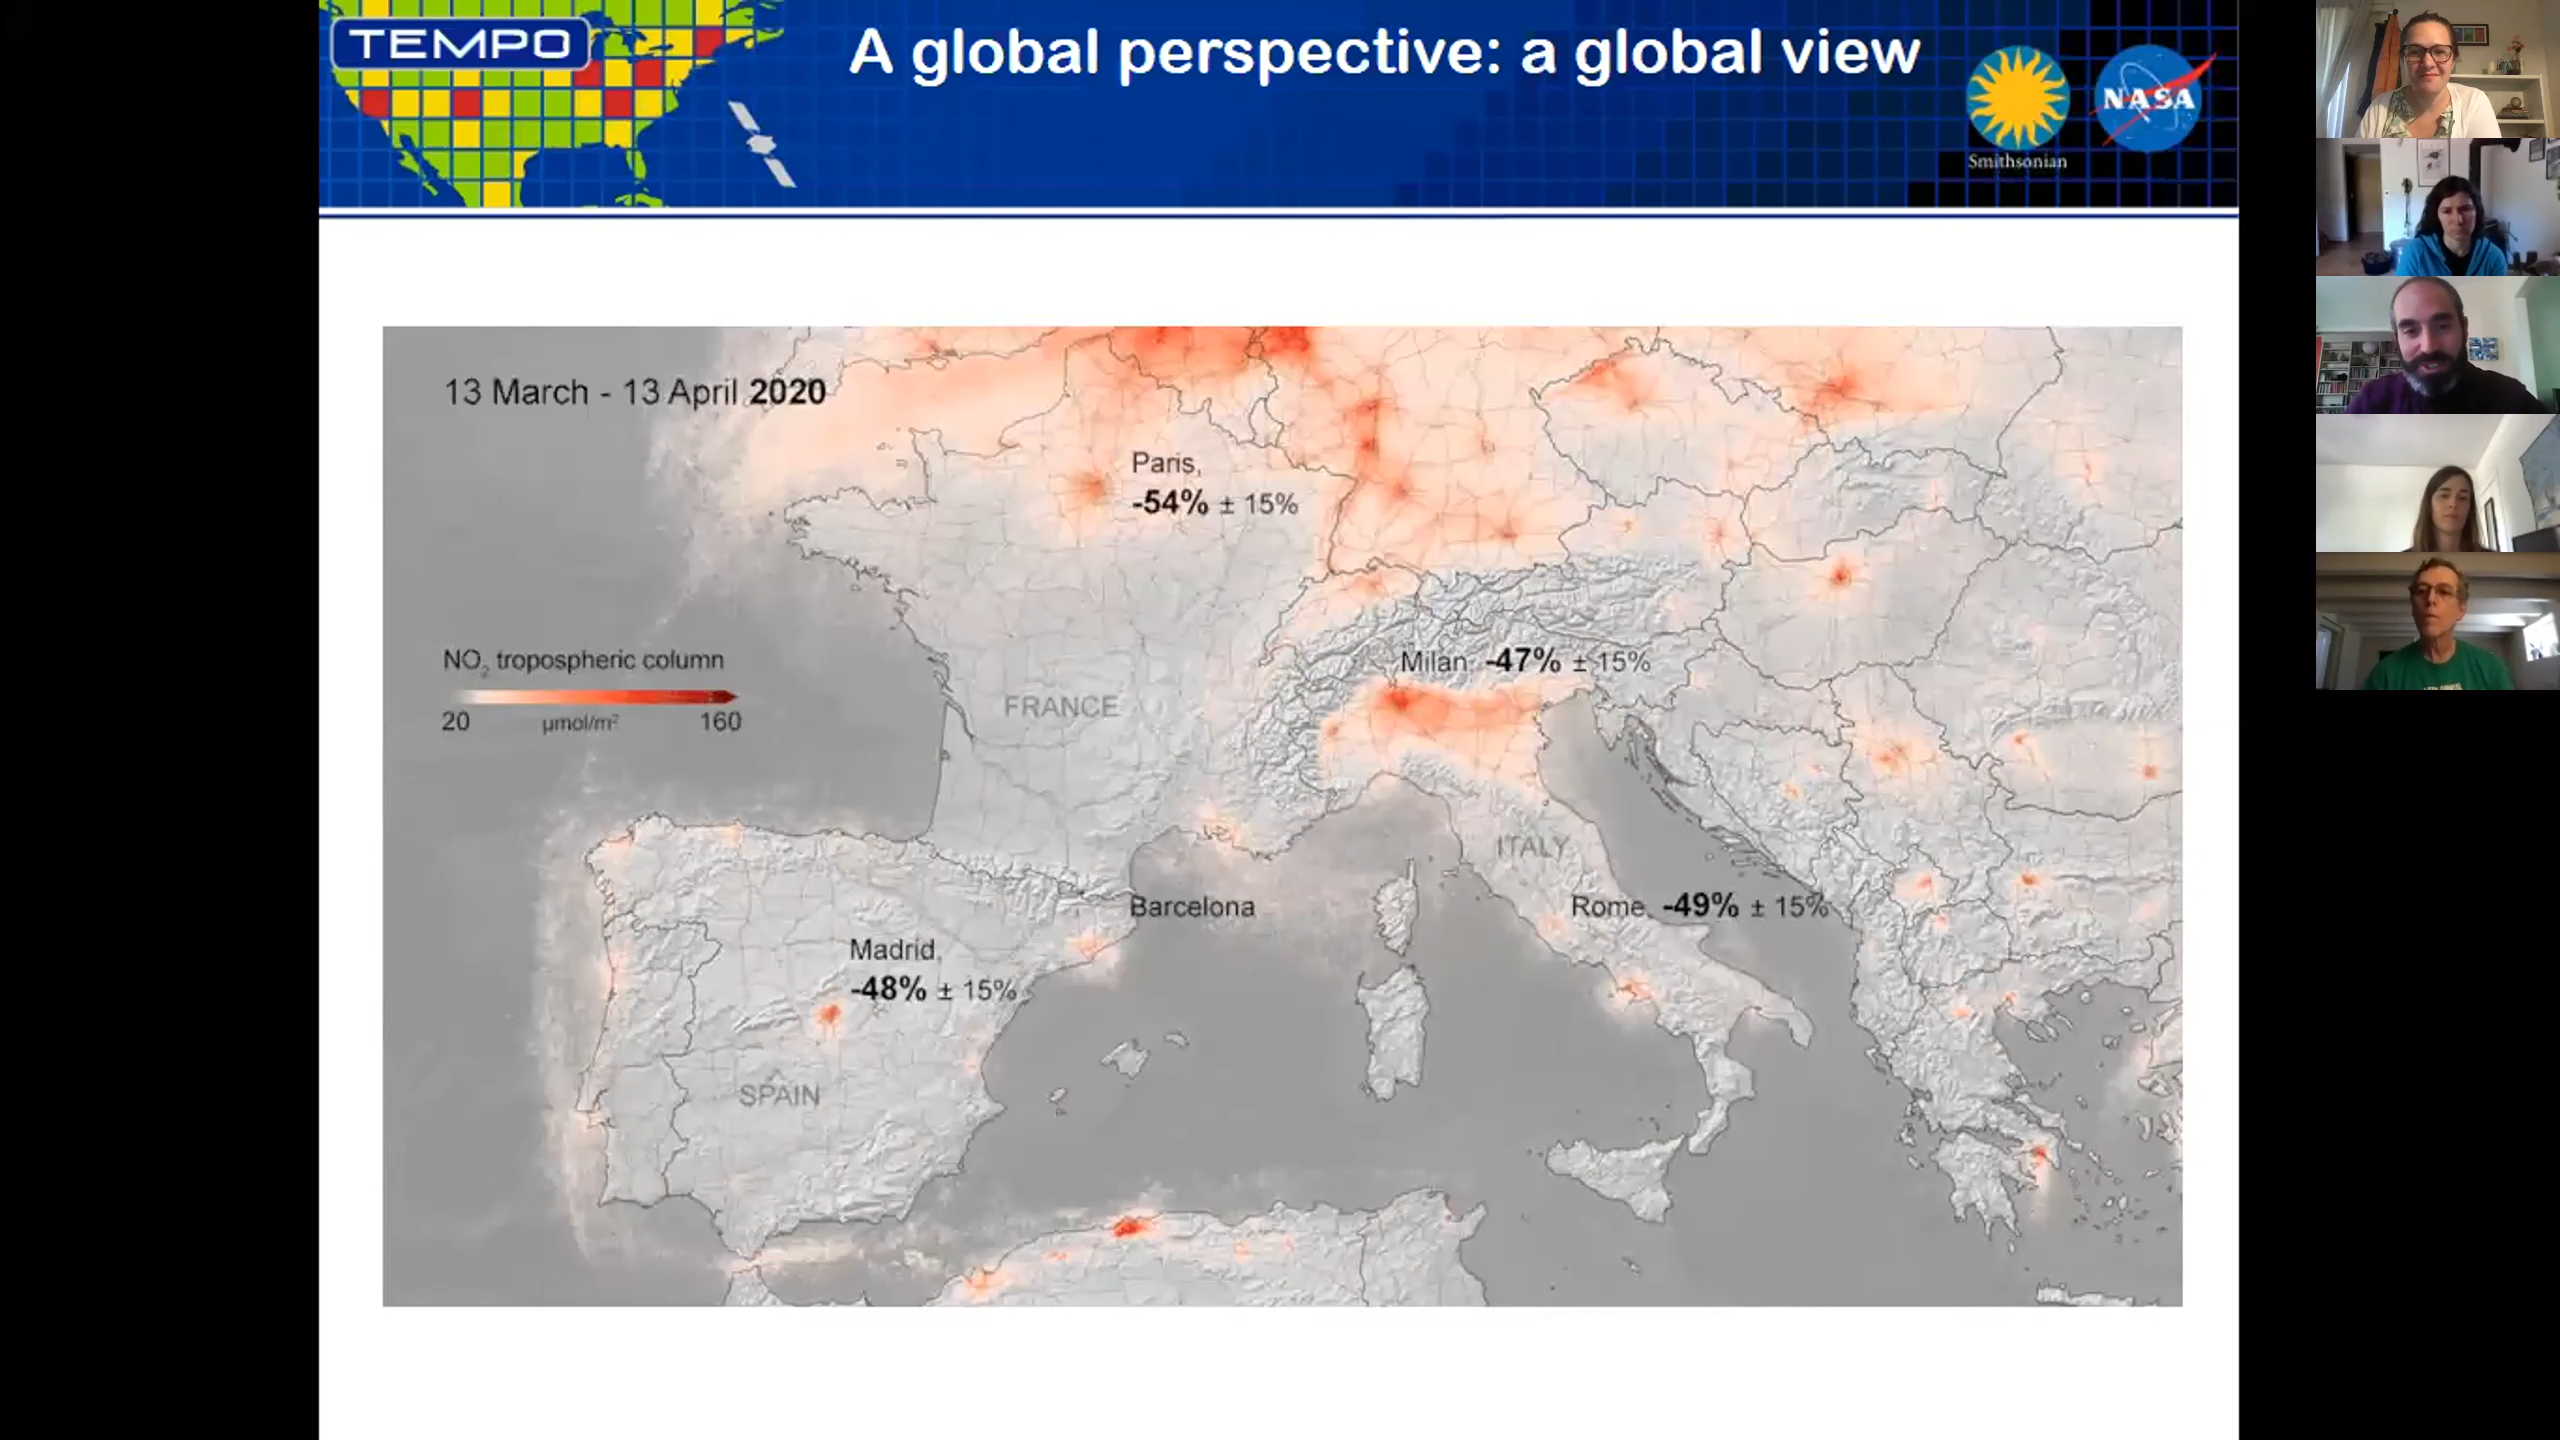 TEMPO
A global perspective: a global view
Smithsonian
NASA
13 March - 13 April 2020
Paris,
-54% ± 15%
NO₂ tropospheric column
20 µmol/m² 160
FRANCE
Milan, -47% ± 15%
ITALY
Barcelona
Rome, -49% ± 15%
Madrid,
-48% ± 15%
SPAIN